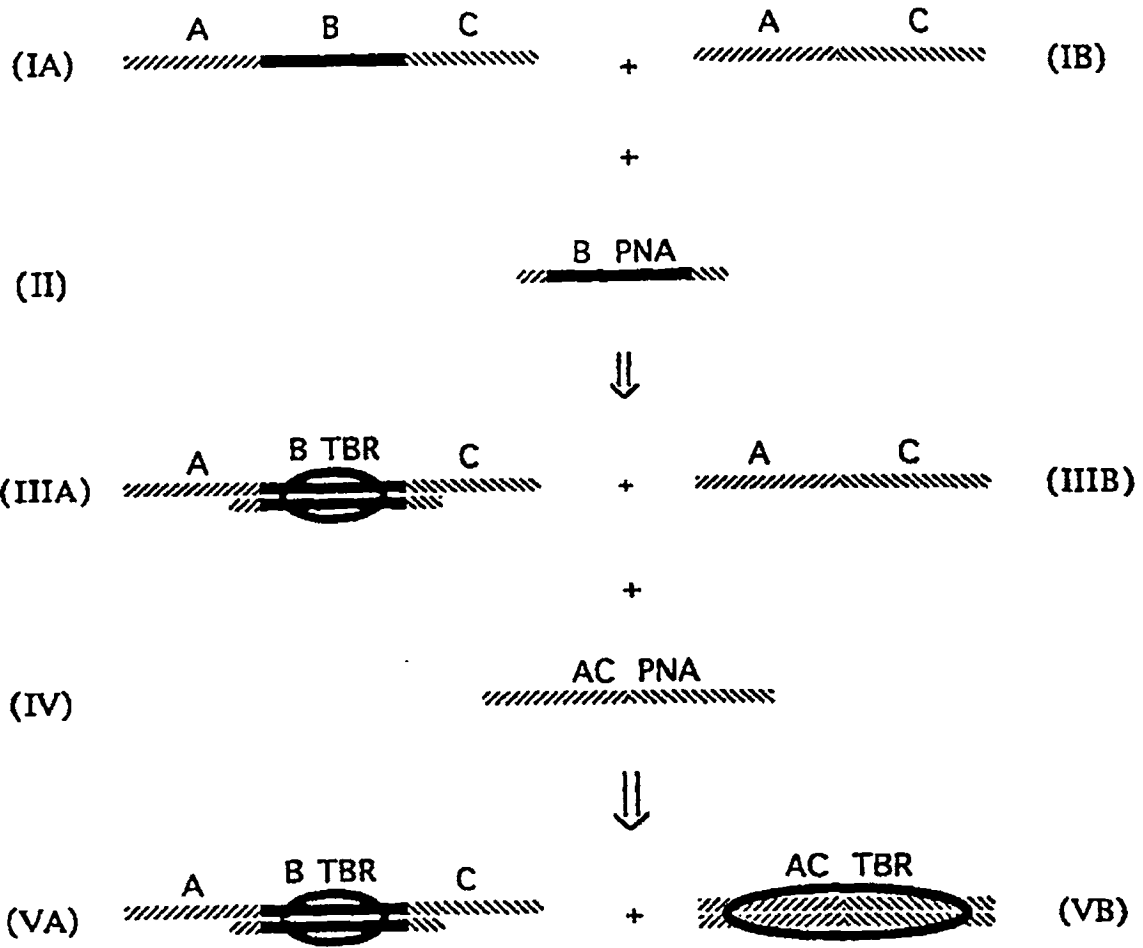 A B C A C
(IA) + (IB)
+
B PNA
(II)
B TBR
A C A C
(IIIA) + (IIIB)
+
AC PNA
(IV)
B TBR AC TBR
A C
(VA) + (VB)